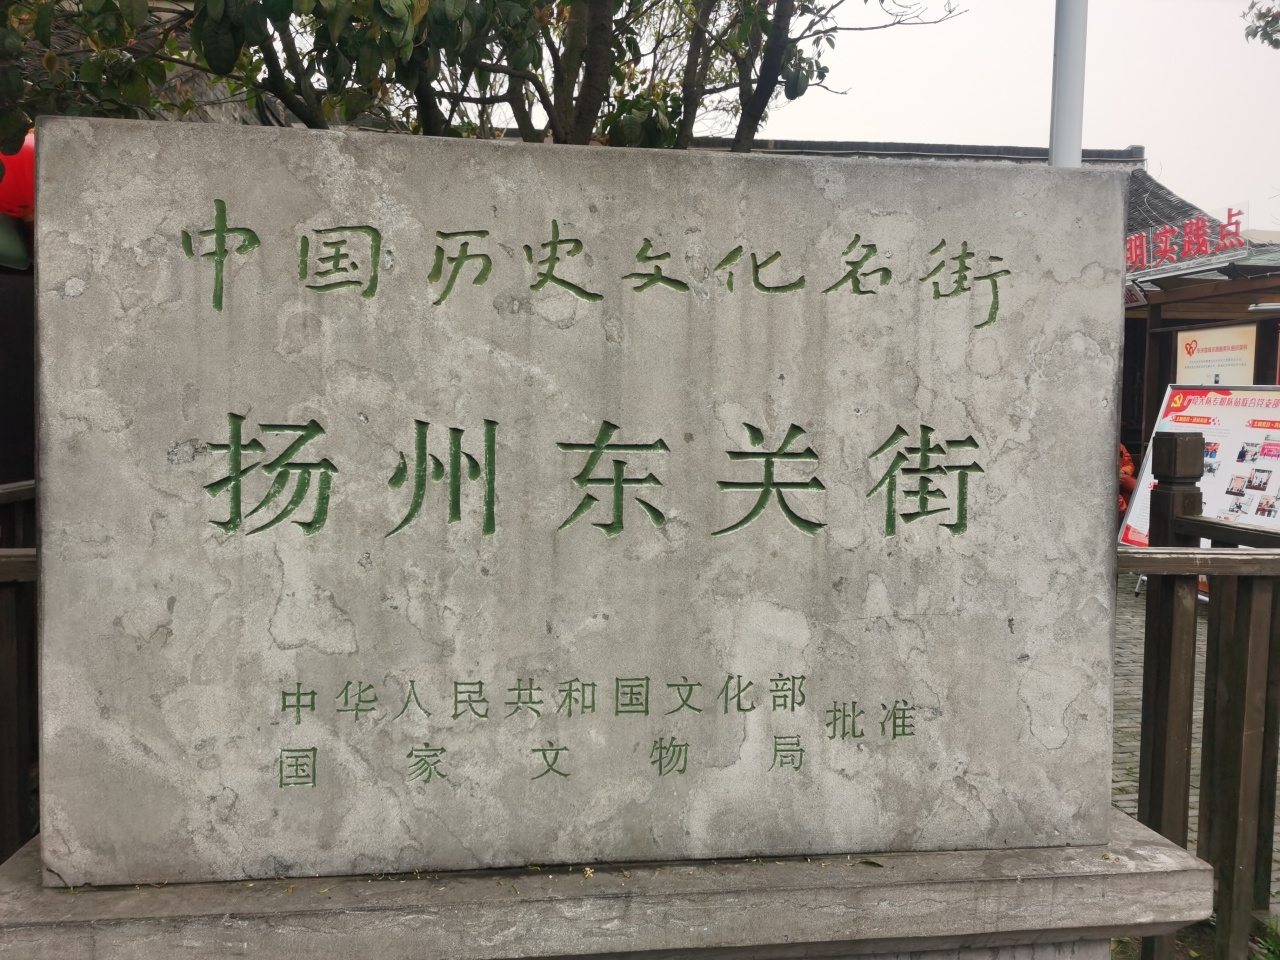 中国历史文化名街
扬州东关街
中华人民共和国文化部
国家文物局
批准
明实践点